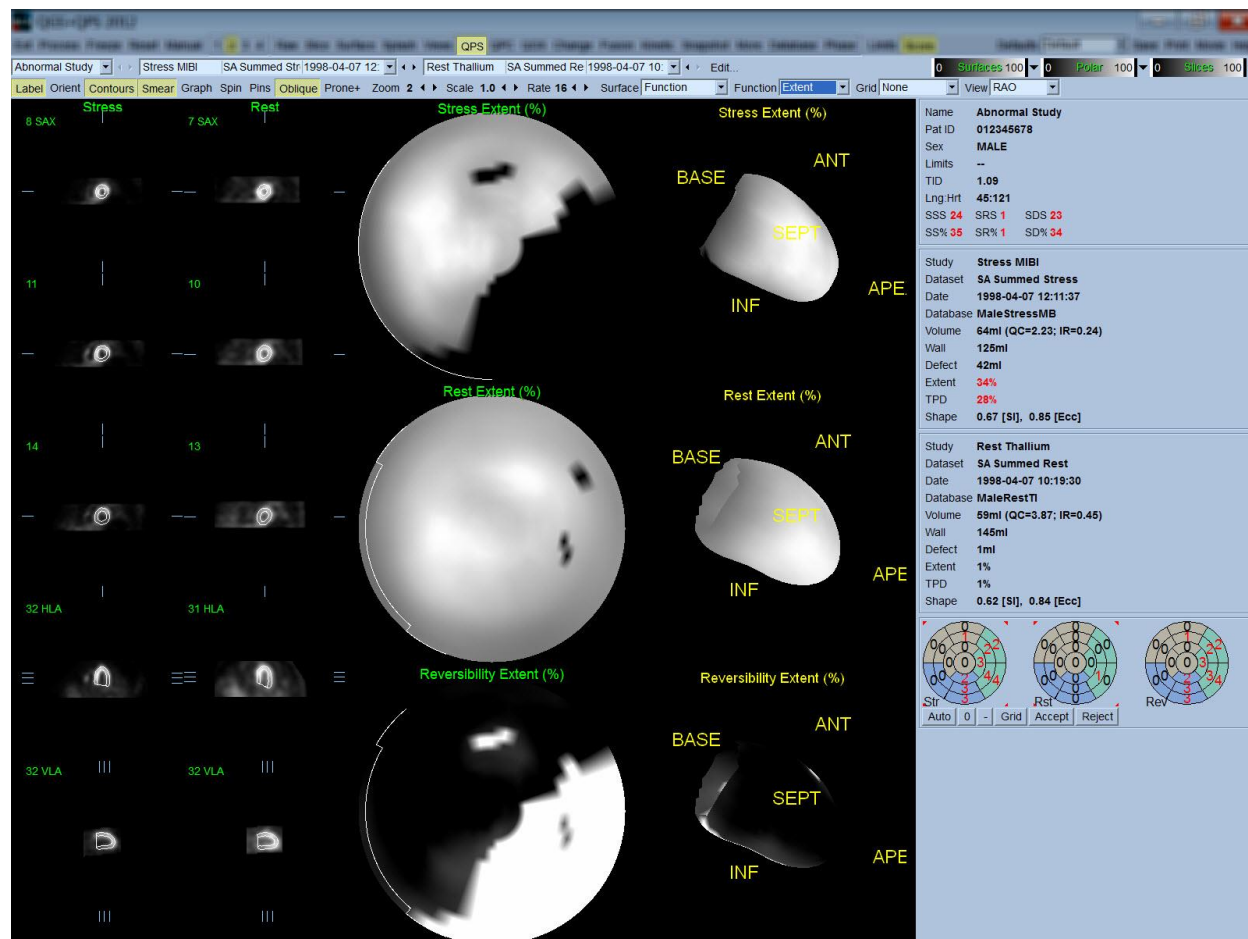 QGS+QPS 2012
QPS
Abnormal Study Stress MIBI SA Summed Str 1998-04-07 12: Rest Thallium SA Summed Re 1998-04-07 10: Edit... 0 Surfaces 100 0 Polar 100 0 Slices 100
Label Orient Contours Smear Graph Spin Pins Oblique Prone+ Zoom 2 Scale 1.0 Rate 16 Surface Function Function Extent Grid None View RAO
Stress Rest
8 SAX 7 SAX
11 10
14 13
32 HLA 31 HLA
32 VLA 32 VLA
Stress Extent (%) Stress Extent (%)
ANT
BASE
SEPT
APE.
INF
Rest Extent (%) Rest Extent (%)
ANT
BASE
SEPT
APE
INF
Reversibility Extent (%) Reversibility Extent (%)
ANT
BASE
SEPT
APE
INF
Name Abnormal Study
Pat ID 012345678
Sex MALE
Limits --
TID 1.09
Lng:Hrt 45:121
SSS 24 SRS 1 SDS 23
SS% 35 SR% 1 SD% 34
Study Stress MIBI
Dataset SA Summed Stress
Date 1998-04-07 12:11:37
Database MaleStressMB
Volume 64ml (QC=2.23; IR=0.24)
Wall 125ml
Defect 42ml
Extent 34%
TPD 28%
Shape 0.67 [SI], 0.85 [Ecc]
Study Rest Thallium
Dataset SA Summed Rest
Date 1998-04-07 10:19:30
Database MaleRestTl
Volume 59ml (QC=3.87; IR=0.45)
Wall 145ml
Defect 1ml
Extent 1%
TPD 1%
Shape 0.62 [SI], 0.84 [Ecc]
Str Rst Rev
Auto 0 - Grid Accept Reject